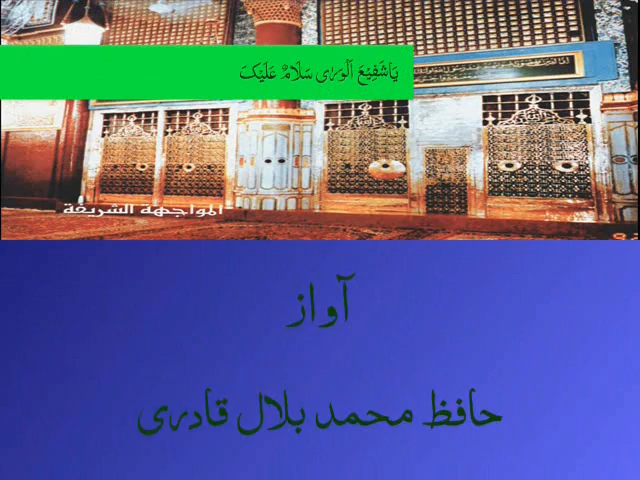 يَاشَفِيْعَ الْوَرٰی سَلَامٌ عَلَيْکَ
المواجهة الشريفة
آواز
حافظ محمد بلال قادری